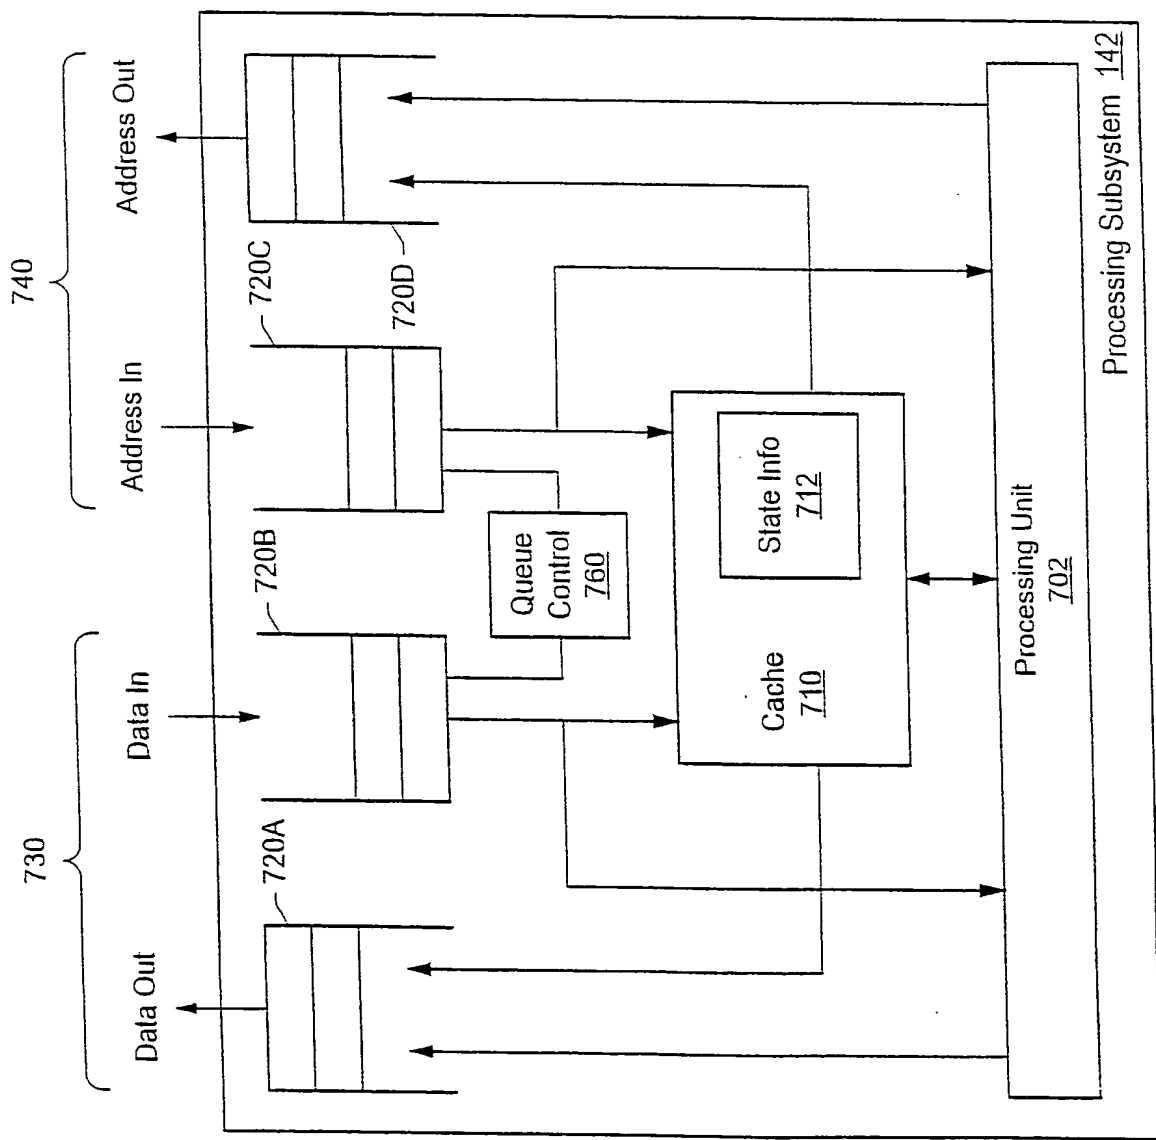 730
740
Data Out
Data In
Address In
Address Out
720A
720B
720C
720D
Queue
Control
760
Cache
710
State Info
712
Processing Unit
702
Processing Subsystem 142